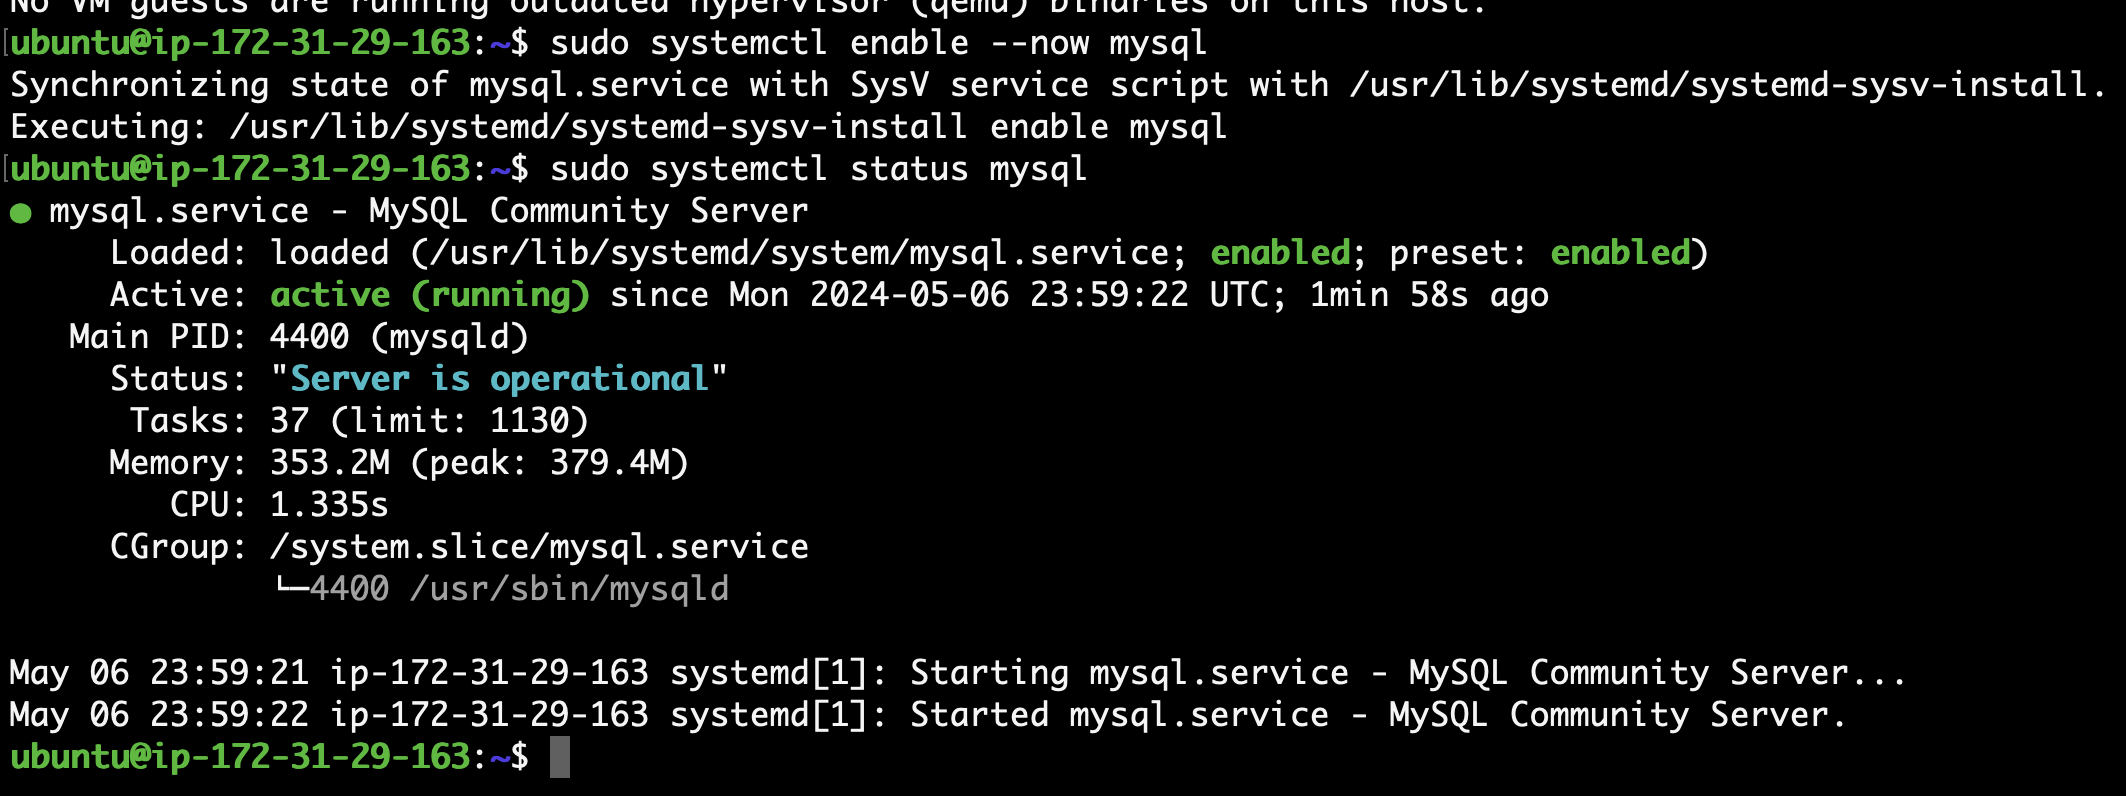 No VM guests are running outdated hypervisor (qemu) binaries on this host.
[ubuntu@ip-172-31-29-163:~$ sudo systemctl enable --now mysql
Synchronizing state of mysql.service with SysV service script with /usr/lib/systemd/systemd-sysv-install.
Executing: /usr/lib/systemd/systemd-sysv-install enable mysql
[ubuntu@ip-172-31-29-163:~$ sudo systemctl status mysql
● mysql.service - MySQL Community Server
     Loaded: loaded (/usr/lib/systemd/system/mysql.service; enabled; preset: enabled)
     Active: active (running) since Mon 2024-05-06 23:59:22 UTC; 1min 58s ago
   Main PID: 4400 (mysqld)
     Status: "Server is operational"
      Tasks: 37 (limit: 1130)
     Memory: 353.2M (peak: 379.4M)
        CPU: 1.335s
     CGroup: /system.slice/mysql.service
             └─4400 /usr/sbin/mysqld
May 06 23:59:21 ip-172-31-29-163 systemd[1]: Starting mysql.service - MySQL Community Server...
May 06 23:59:22 ip-172-31-29-163 systemd[1]: Started mysql.service - MySQL Community Server.
ubuntu@ip-172-31-29-163:~$